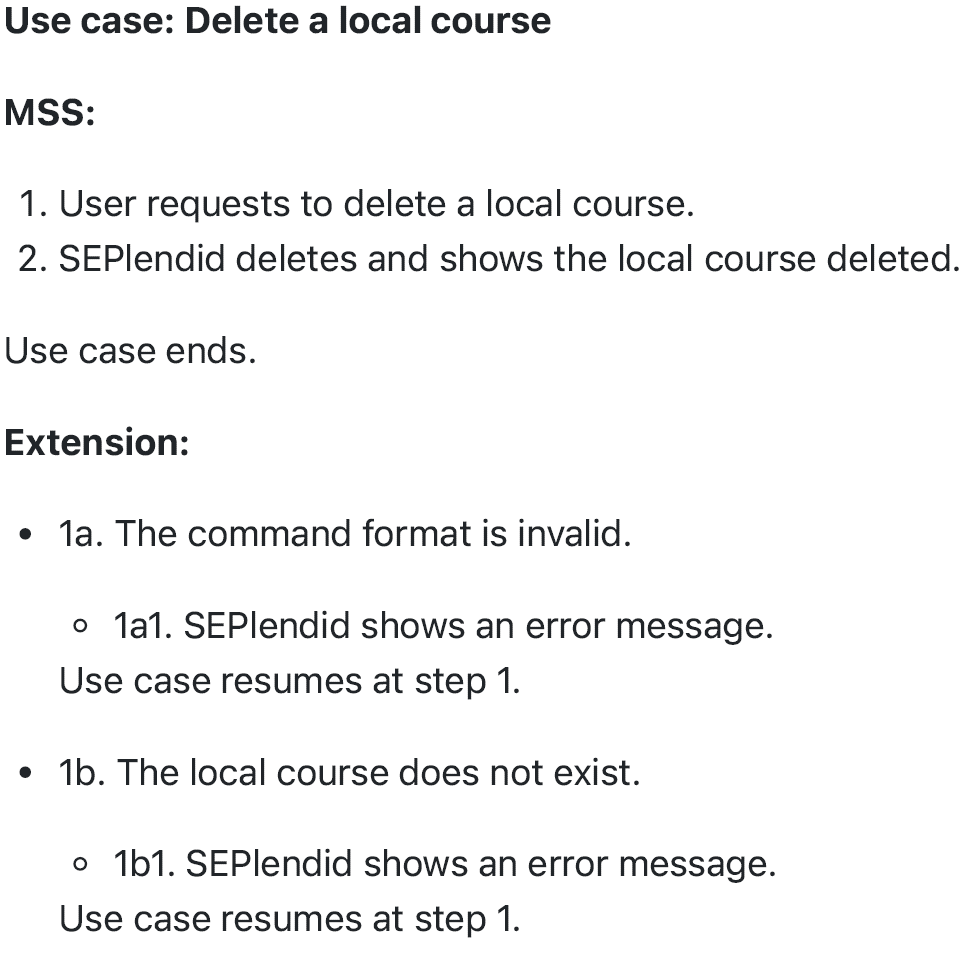 Use case: Delete a local course
MSS:
1. User requests to delete a local course.
2. SEPlendid deletes and shows the local course deleted.
Use case ends.
Extension:
• 1a. The command format is invalid.
◦ 1a1. SEPlendid shows an error message.
Use case resumes at step 1.
• 1b. The local course does not exist.
◦ 1b1. SEPlendid shows an error message.
Use case resumes at step 1.